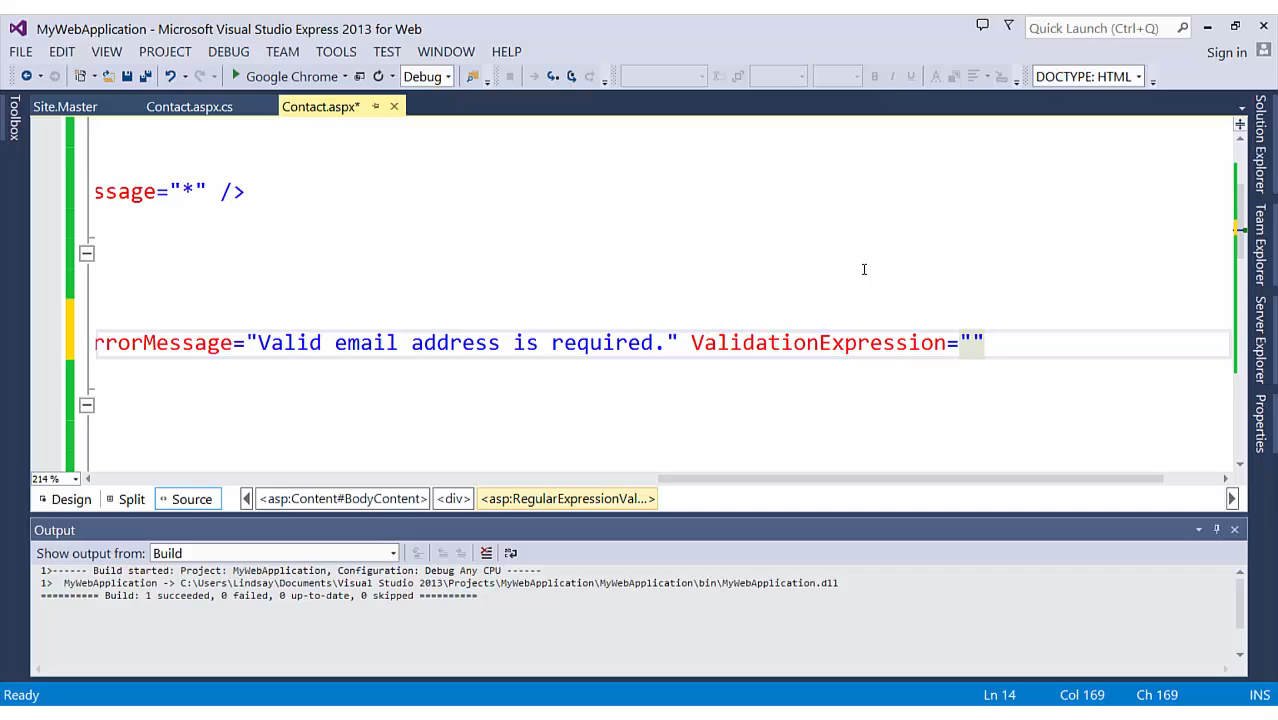 MyWebApplication - Microsoft Visual Studio Express 2013 for Web
Quick Launch (Ctrl+Q)
FILE EDIT VIEW PROJECT DEBUG TEAM TOOLS TEST WINDOW HELP
Sign in
Google Chrome
Debug
DOCTYPE: HTML
Toolbox
Site.Master
Contact.aspx.cs
Contact.aspx*
ssage="*" />
rrorMessage="Valid email address is required." ValidationExpression=""
Solution Explorer
Team Explorer
Server Explorer
Properties
214 %
Design
Split
Source
<asp:Content#BodyContent>
<div>
<asp:RegularExpressionVal...>
Output
Show output from: Build
1>------ Build started: Project: MyWebApplication, Configuration: Debug Any CPU ------
1> MyWebApplication -> C:\Users\Lindsay\Documents\Visual Studio 2013\Projects\MyWebApplication\MyWebApplication\bin\MyWebApplication.dll
========== Build: 1 succeeded, 0 failed, 0 up-to-date, 0 skipped ==========
Ready
Ln 14
Col 169
Ch 169
INS